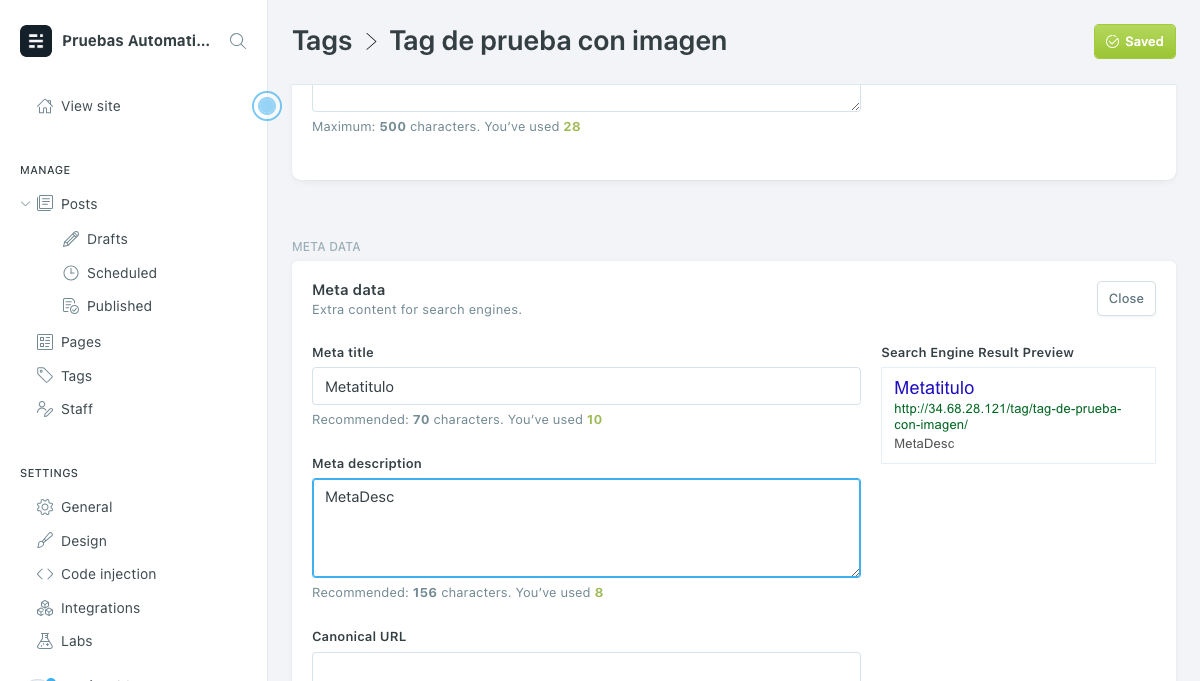 Pruebas Automati...
View site
MANAGE
Posts
Drafts
Scheduled
Published
Pages
Tags
Staff
SETTINGS
General
Design
Code injection
Integrations
Labs
Tags > Tag de prueba con imagen
Saved
Maximum: 500 characters. You’ve used 28
META DATA
Meta data
Extra content for search engines.
Close
Meta title
Metatitulo
Recommended: 70 characters. You’ve used 10
Meta description
MetaDesc
Recommended: 156 characters. You’ve used 8
Canonical URL
Search Engine Result Preview
Metatitulo
http://34.68.28.121/tag/tag-de-prueba-
con-imagen/
MetaDesc